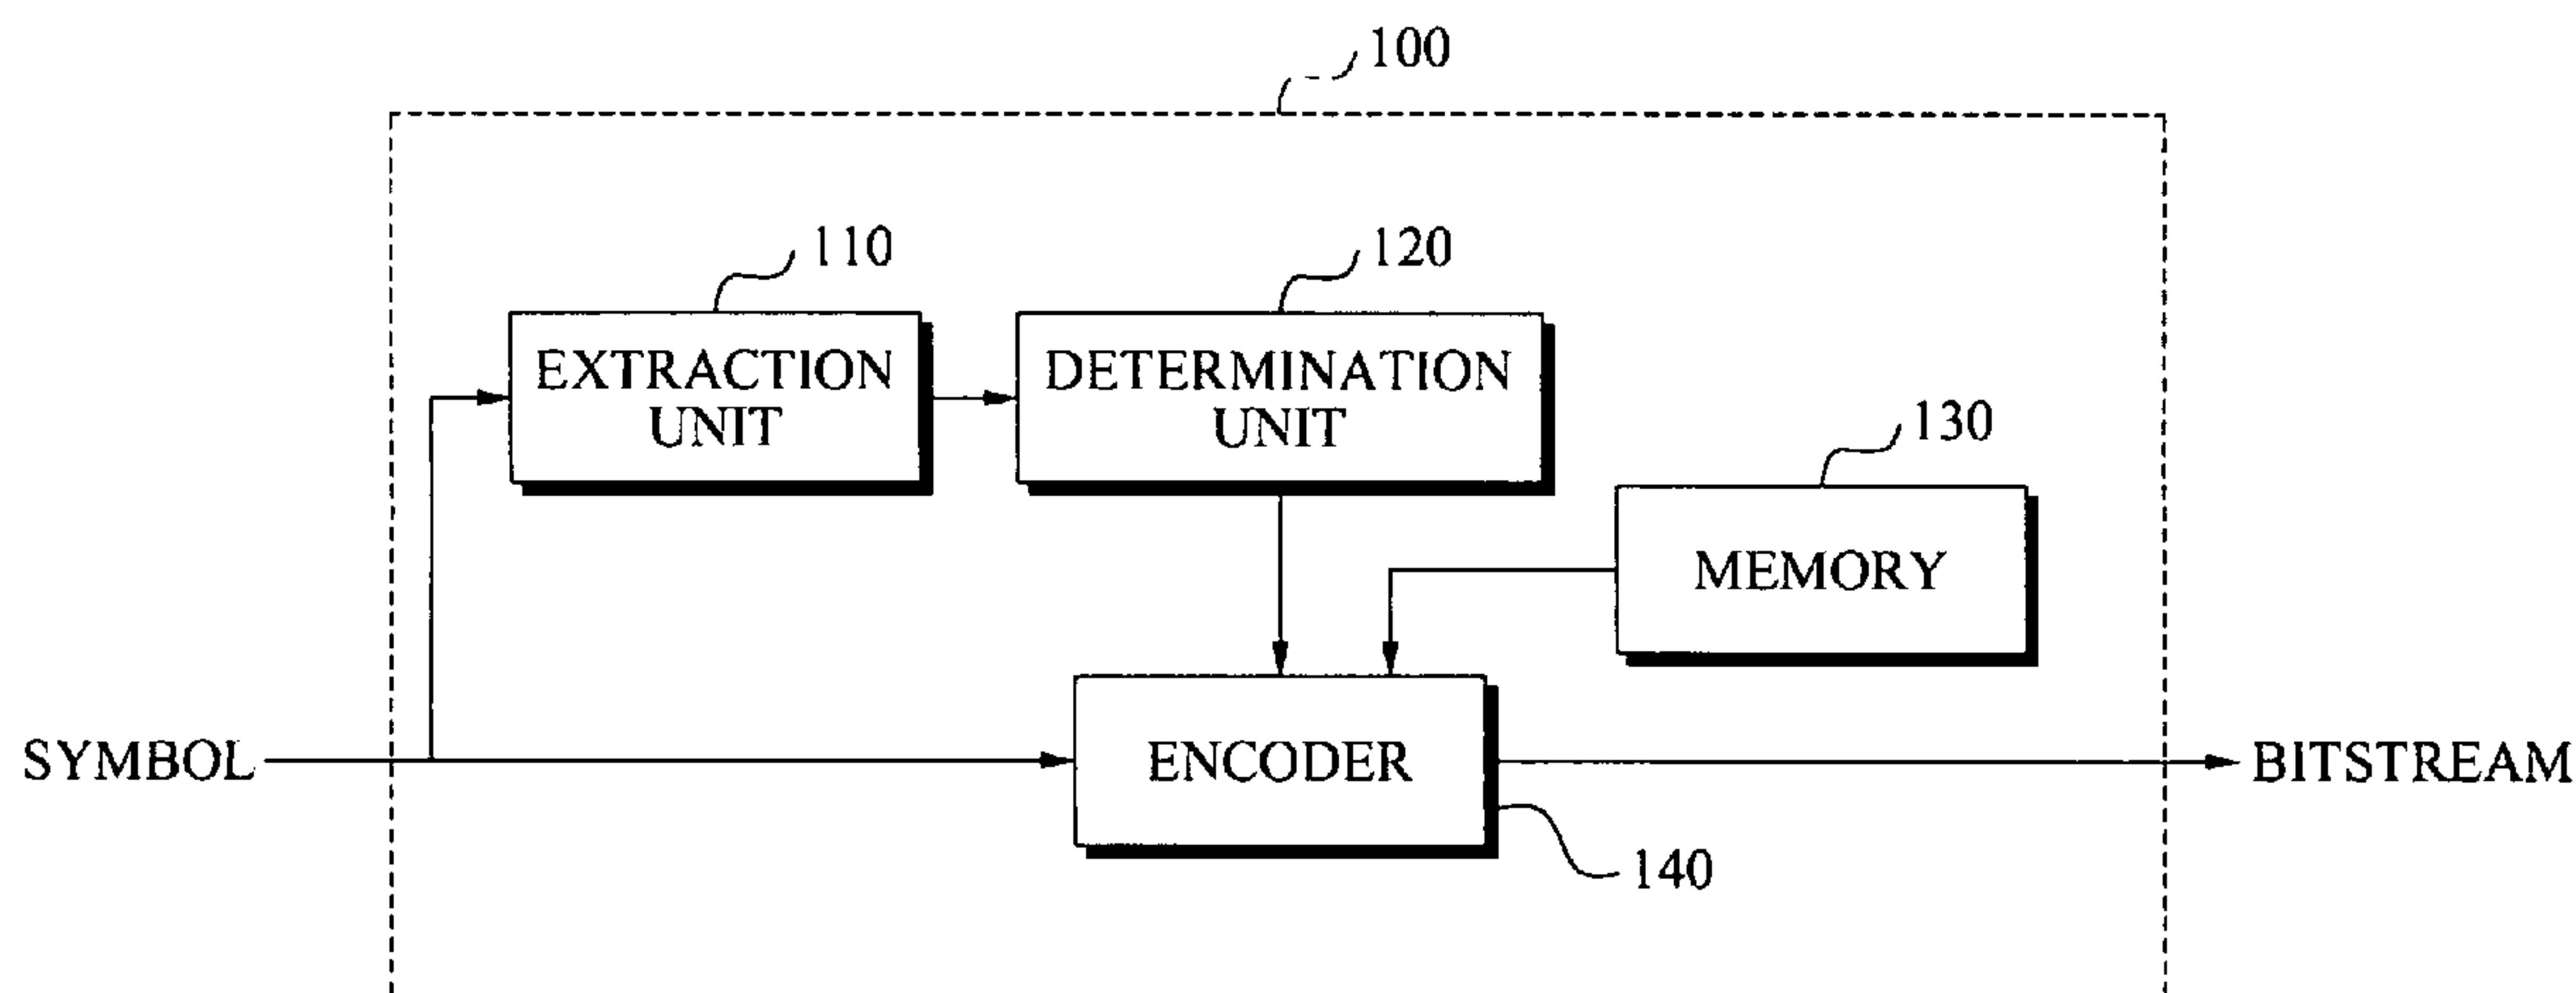 100
110
120
EXTRACTION
UNIT
DETERMINATION
UNIT
130
MEMORY
SYMBOL
ENCODER
BITSTREAM
140